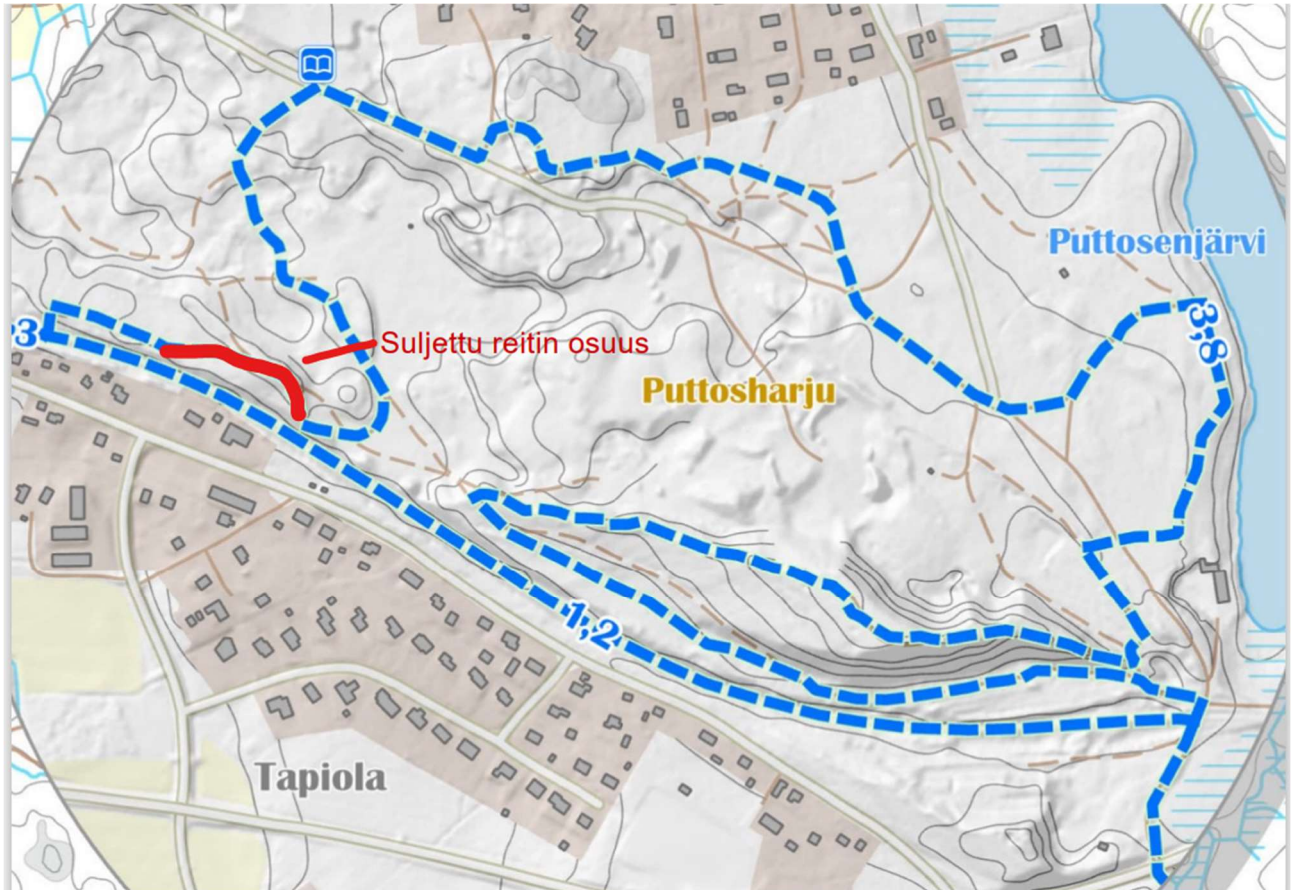 Puttosenjärvi
3;8
3
Suljettu reitin osuus
Puttosharju
1;2
Tapiola